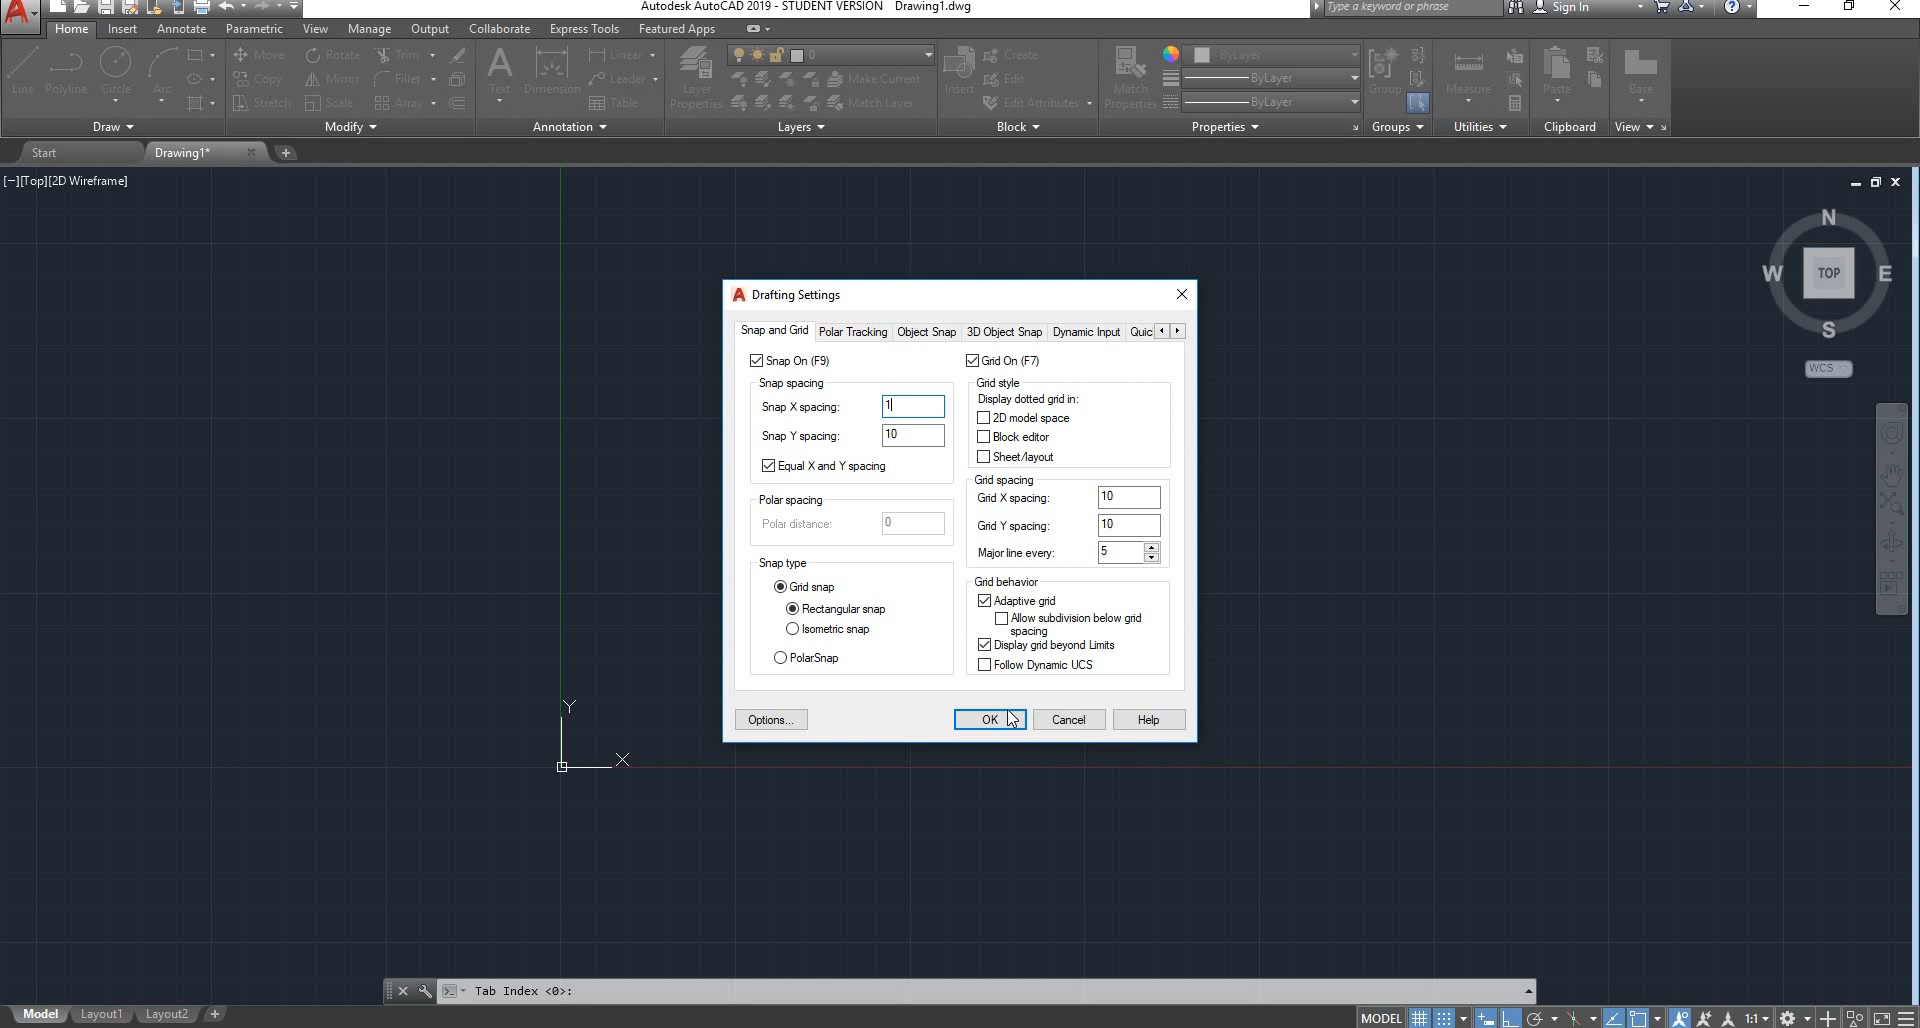 Autodesk AutoCAD 2019 - STUDENT VERSION Drawing1.dwg
Type a keyword or phrase
Sign In
Home Insert Annotate Parametric View Manage Output Collaborate Express Tools Featured Apps
Line Polyline Circle Arc
Move Rotate Trim
Copy Mirror Fillet
Stretch Scale Array
Text Dimension
Linear
Leader
Table
Layer Properties
0
Make Current
Match Layer
Insert
Create
Edit
Edit Attributes
Match Properties
ByLayer
ByLayer
ByLayer
Group Measure Paste Base
Draw Modify Annotation Layers Block Properties Groups Utilities Clipboard View
Start Drawing1*
[−][Top][2D Wireframe]
N
W TOP E
S
WCS
Drafting Settings
Snap and Grid Polar Tracking Object Snap 3D Object Snap Dynamic Input Quic
Snap On (F9)
Snap spacing
Snap X spacing: 1
Snap Y spacing: 10
Equal X and Y spacing
Polar spacing
Polar distance: 0
Snap type
Grid snap
Rectangular snap
Isometric snap
PolarSnap
Grid On (F7)
Grid style
Display dotted grid in:
2D model space
Block editor
Sheet/layout
Grid spacing
Grid X spacing: 10
Grid Y spacing: 10
Major line every: 5
Grid behavior
Adaptive grid
Allow subdivision below grid
spacing
Display grid beyond Limits
Follow Dynamic UCS
Options... OK Cancel Help
Y
X
Tab Index <0>:
Model Layout1 Layout2 +
MODEL 1:1